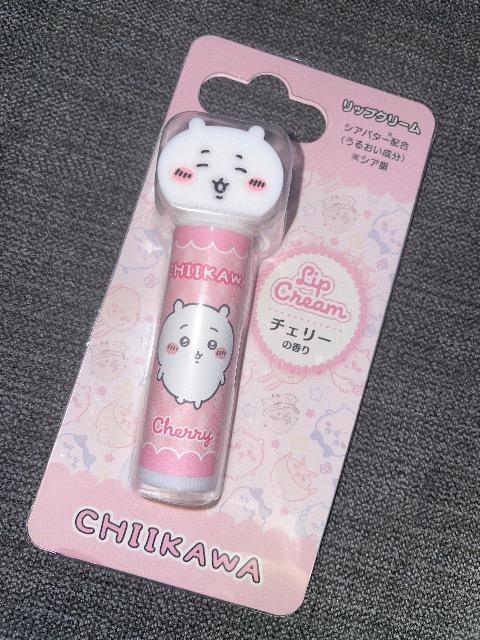 リップクリーム
シアバター※配合
(うるおい成分)
※シア脂
Lip
Cream
チェリー
の香り
CHIIKAWA
Cherry
CHIIKAWA